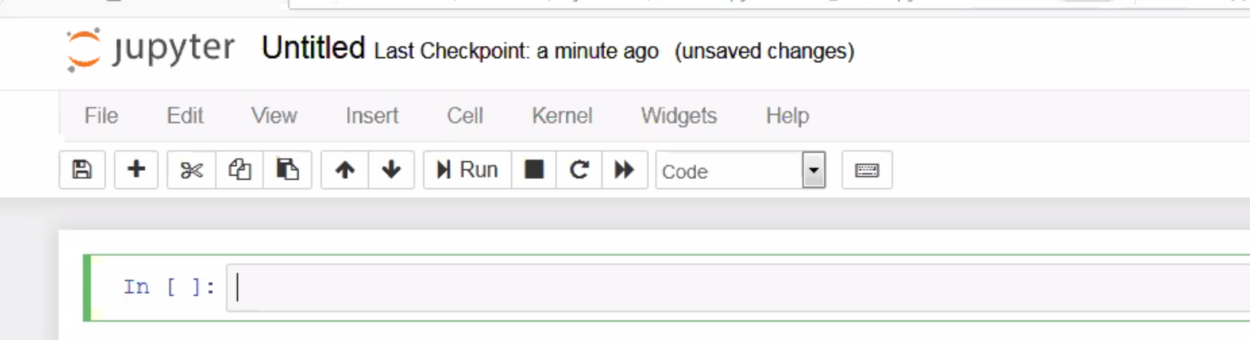 jupyter Untitled Last Checkpoint: a minute ago (unsaved changes)
File Edit View Insert Cell Kernel Widgets Help
Run Code
In [ ]: